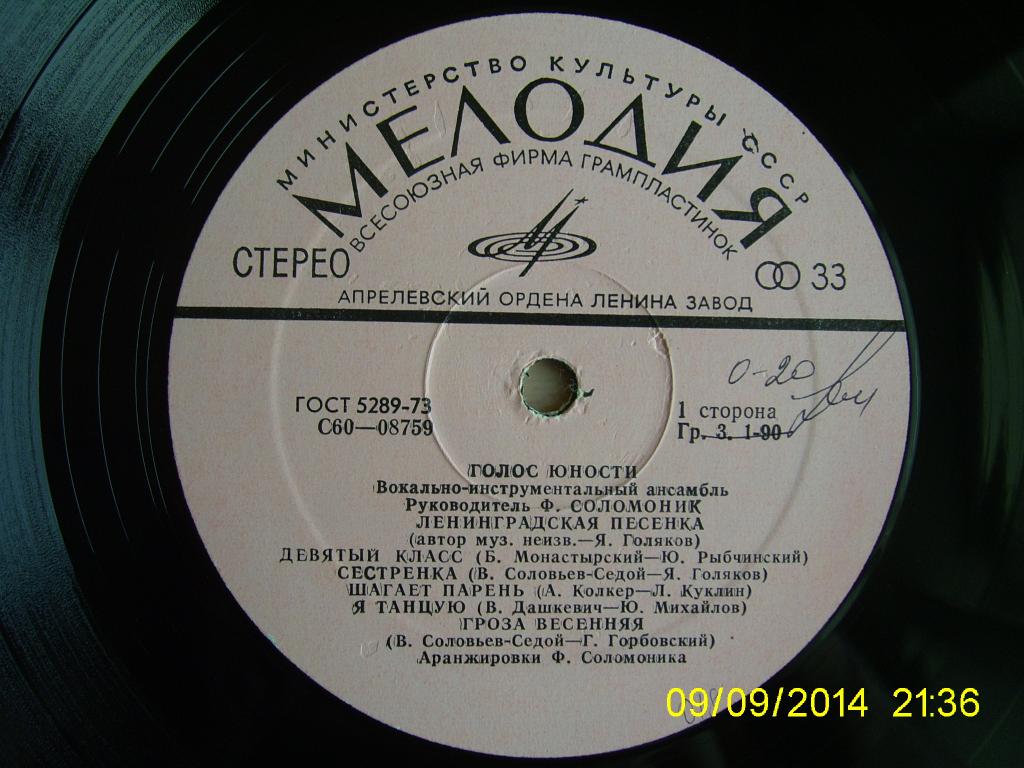 МИНИСТЕРСТВО КУЛЬТУРЫ СССР
МЕЛОДИЯ
ВСЕСОЮЗНАЯ ФИРМА ГРАМПЛАСТИНОК
СТЕРЕО
33
АПРЕЛЕВСКИЙ ОРДЕНА ЛЕНИНА ЗАВОД
0-20
ГОСТ 5289-73
1 сторона
С60—08759
Гр. 3. 1-90
ГОЛОС ЮНОСТИ
Вокально-инструментальный ансамбль
Руководитель Ф. СОЛОМОНИК
ЛЕНИНГРАДСКАЯ ПЕСЕНКА
(автор муз. неизв.—Я. Голяков)
ДЕВЯТЫЙ КЛАСС (Б. Монастырский—Ю. Рыбчинский)
СЕСТРЕНКА (В. Соловьев-Седой—Я. Голяков)
ШАГАЕТ ПАРЕНЬ (А. Колкер—Л. Куклин)
Я ТАНЦУЮ (В. Дашкевич—Ю. Михайлов)
ГРОЗА ВЕСЕННЯЯ
(В. Соловьев-Седой—Г. Горбовский)
Аранжировки Ф. Соломоника
09/09/2014 21:36